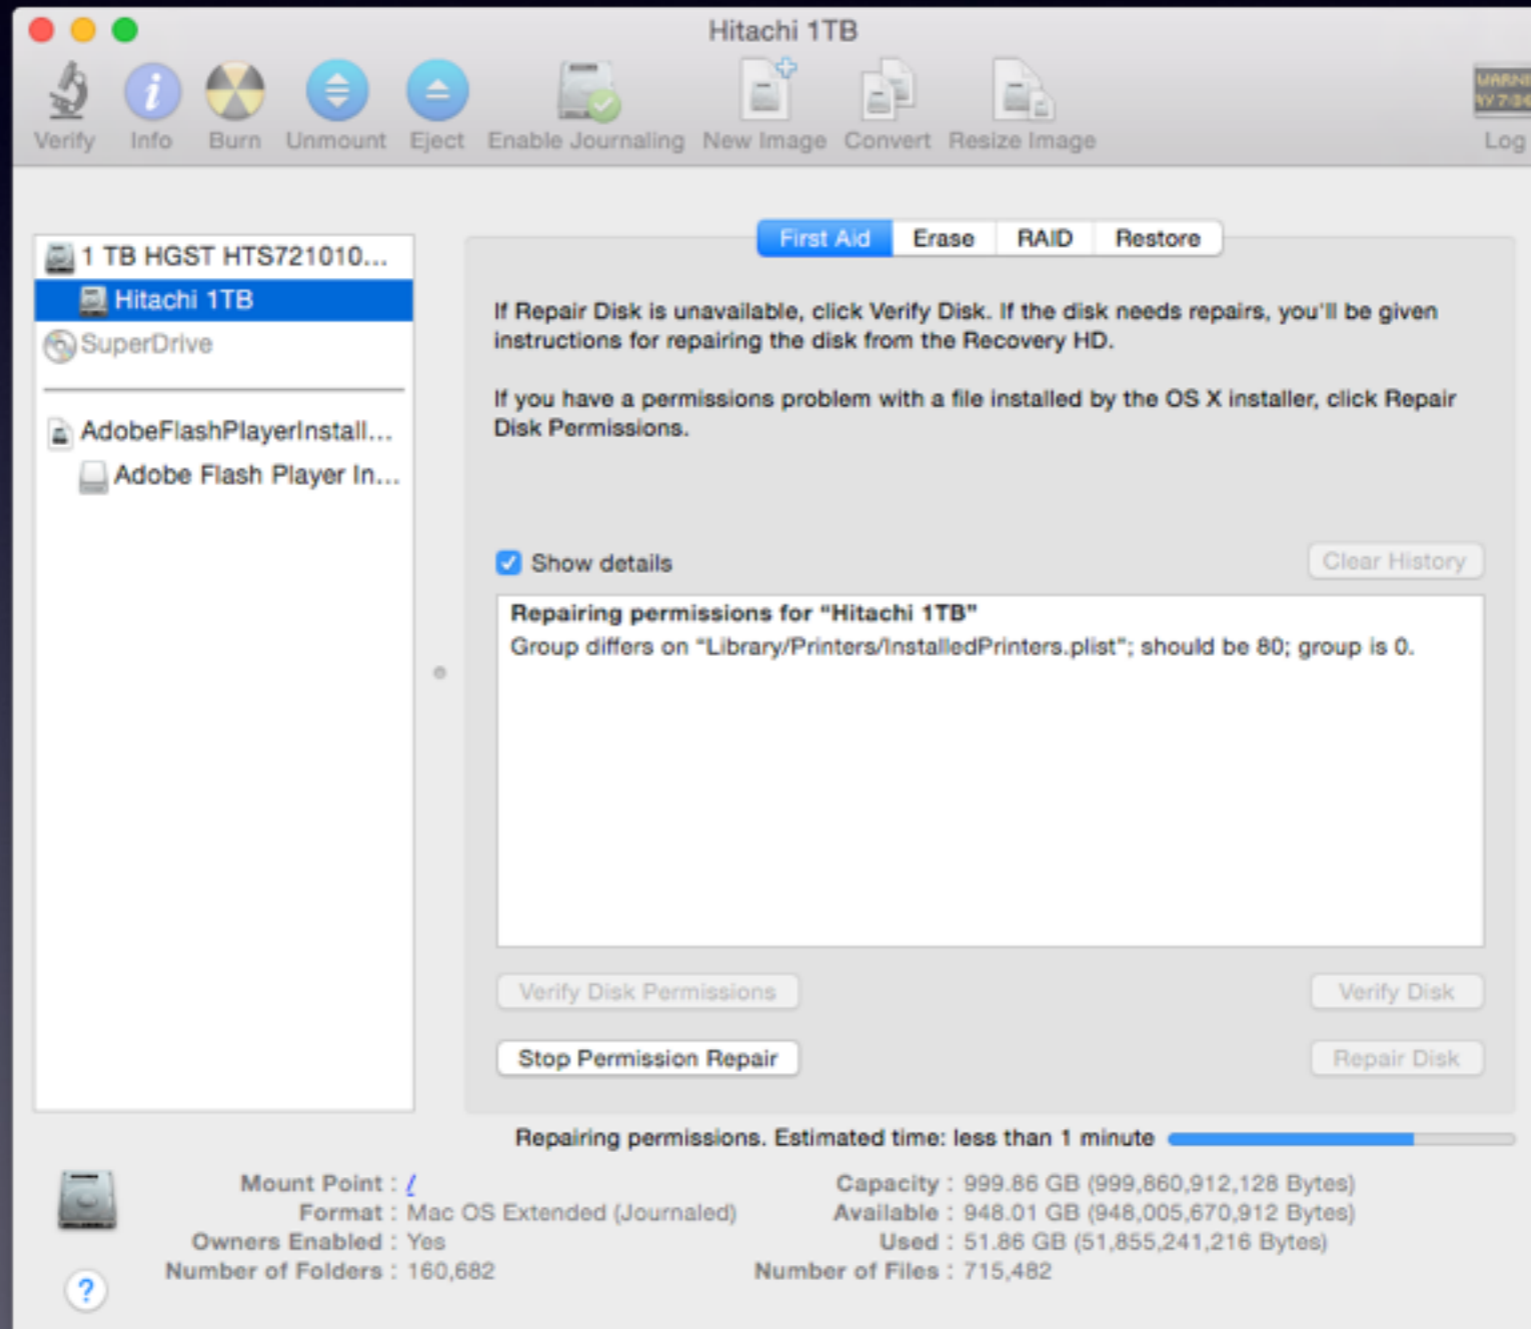 Hitachi 1TB
Verify Info Burn Unmount Eject Enable Journaling New Image Convert Resize Image Log
1 TB HGST HTS721010...
Hitachi 1TB
SuperDrive
AdobeFlashPlayerInstall...
Adobe Flash Player In...
First Aid Erase RAID Restore
If Repair Disk is unavailable, click Verify Disk. If the disk needs repairs, you'll be given
instructions for repairing the disk from the Recovery HD.
If you have a permissions problem with a file installed by the OS X installer, click Repair
Disk Permissions.
Show details
Clear History
Repairing permissions for “Hitachi 1TB”
Group differs on “Library/Printers/InstalledPrinters.plist”; should be 80; group is 0.
Verify Disk Permissions
Verify Disk
Stop Permission Repair
Repair Disk
Repairing permissions. Estimated time: less than 1 minute
Mount Point : /
Format : Mac OS Extended (Journaled)
Owners Enabled : Yes
Number of Folders : 160,682
Capacity : 999.86 GB (999,860,912,128 Bytes)
Available : 948.01 GB (948,005,670,912 Bytes)
Used : 51.86 GB (51,855,241,216 Bytes)
Number of Files : 715,482
?